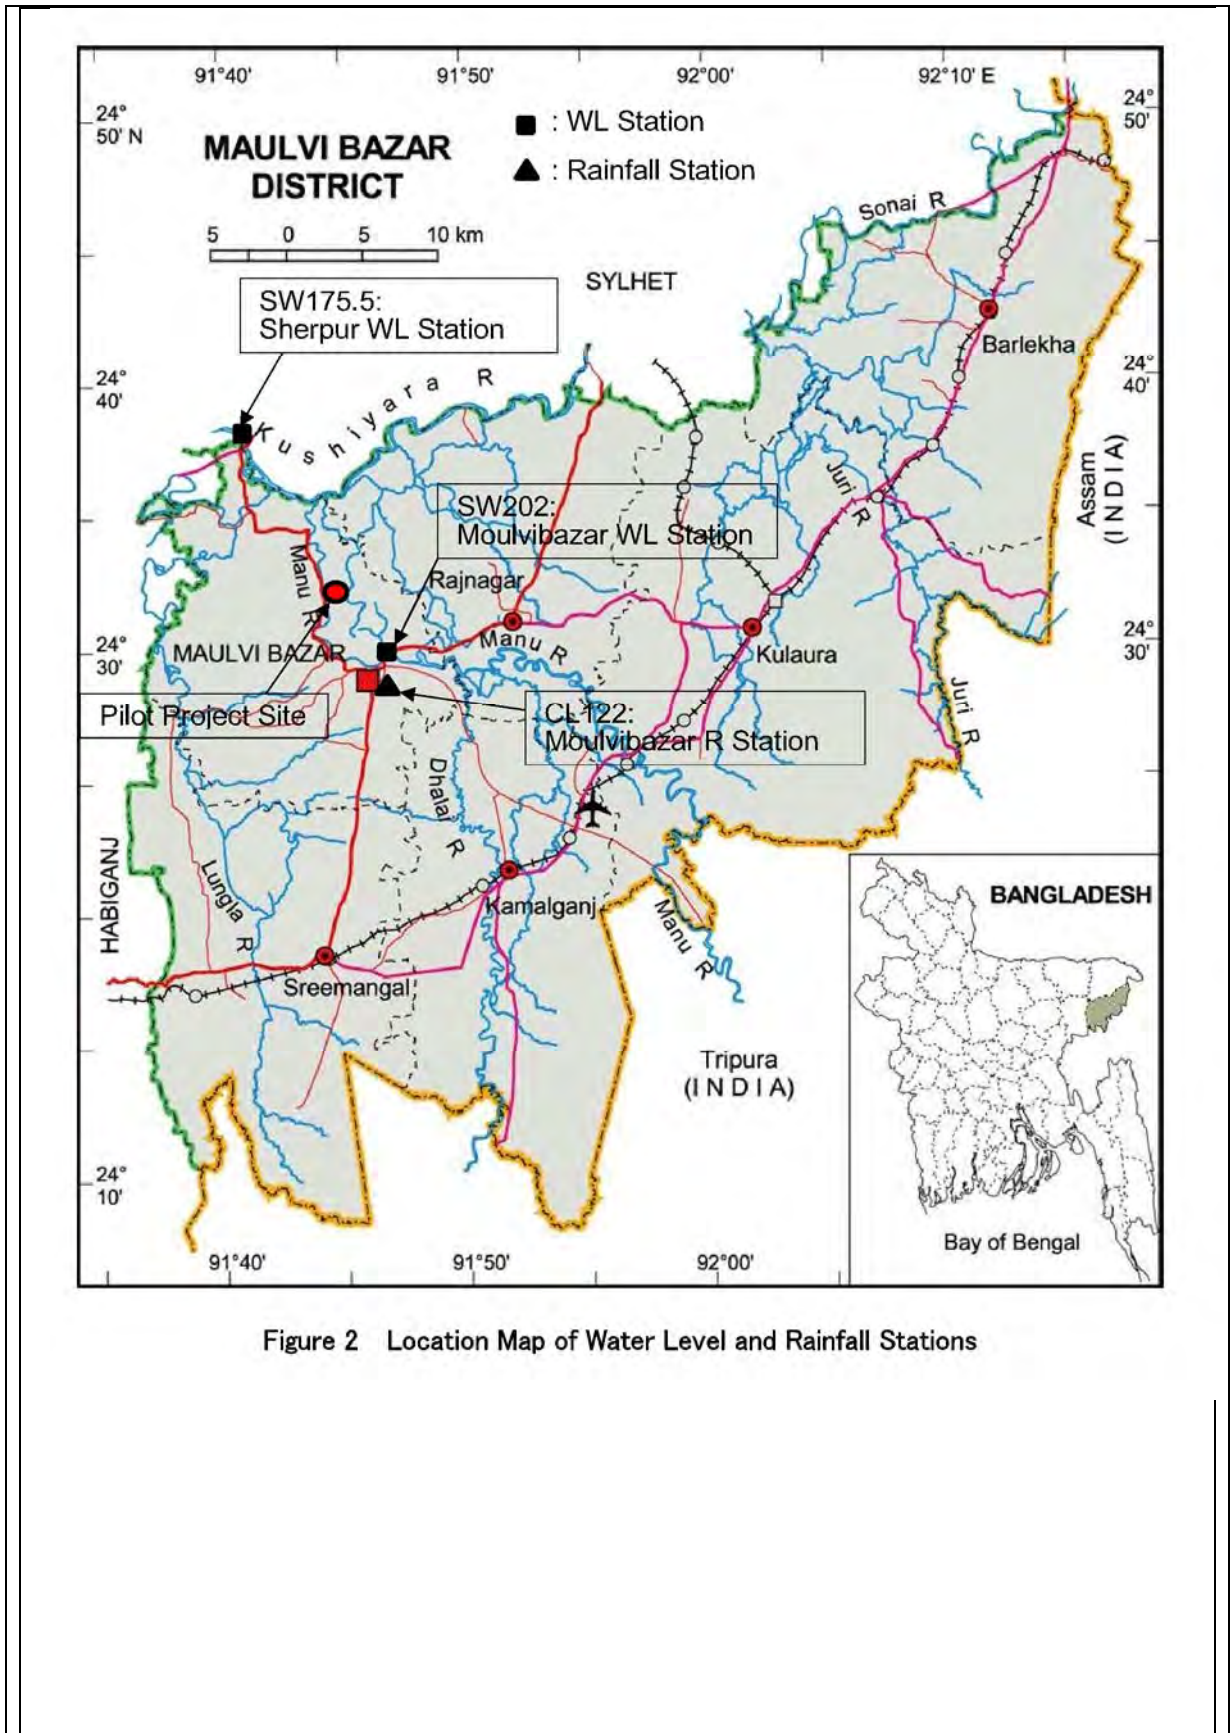 91°40'
91°50'
92°00'
92°10' E
24°
50' N
24°
50'
MAULVI BAZAR
DISTRICT
: WL Station
: Rainfall Station
5 0 5 10 km
Sonai R
SYLHET
SW175.5:
Sherpur WL Station
Barlekha
24°
40'
24°
40'
Kushiyara R
Juri R
Assam
(INDIA)
SW202:
Moulvibazar WL Station
Manu R
Rajnagar
Manu R
24°
30'
24°
30'
MAULVI BAZAR
Kulaura
Juri R
Pilot Project Site
CL122:
Moulvibazar R Station
Dhalai R
HABIGANJ
Lungla R
Kamalganj
Manu R
BANGLADESH
Sreemangal
Tripura
(INDIA)
24°
10'
Bay of Bengal
91°40'
91°50'
92°00'
Figure 2 Location Map of Water Level and Rainfall Stations